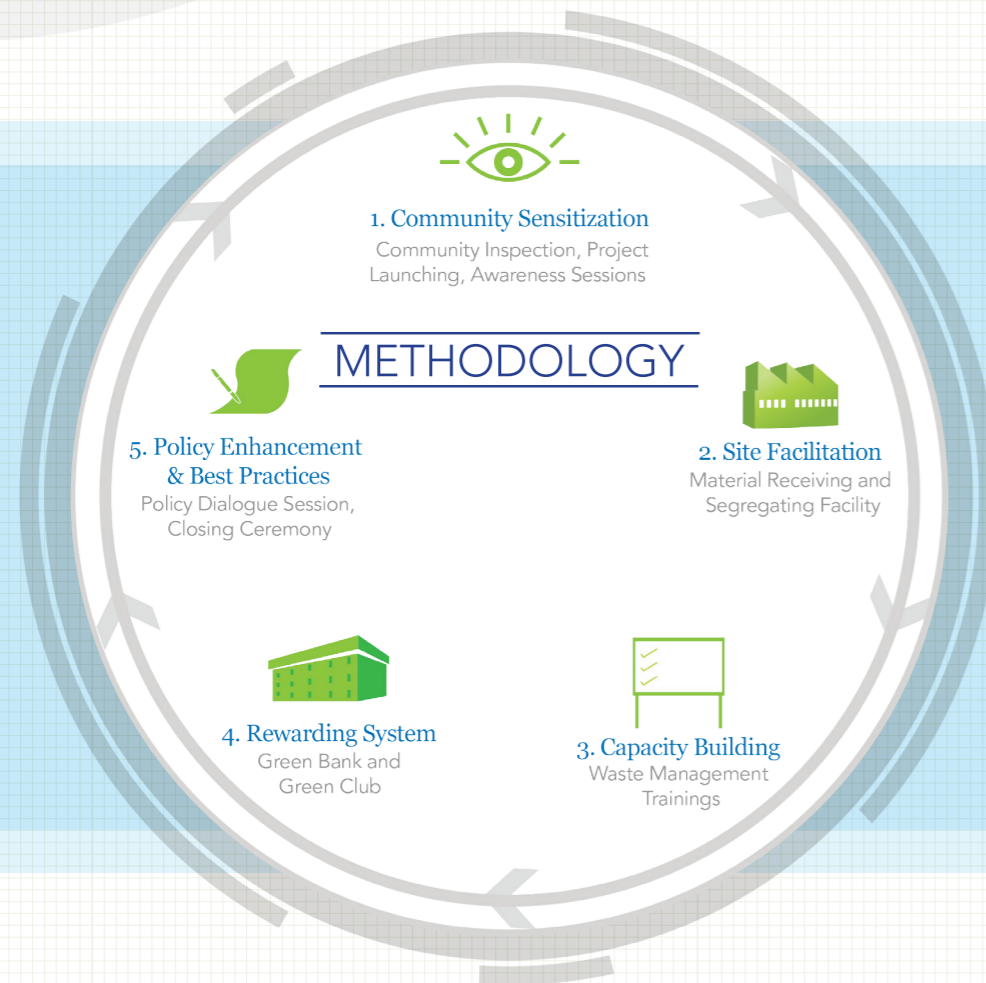 1. Community Sensitization
Community Inspection, Project
Launching, Awareness Sessions
METHODOLOGY
2. Site Facilitation
Material Receiving and
Segregating Facility
3. Capacity Building
Waste Management
Trainings
4. Rewarding System
Green Bank and
Green Club
5. Policy Enhancement
& Best Practices
Policy Dialogue Session,
Closing Ceremony